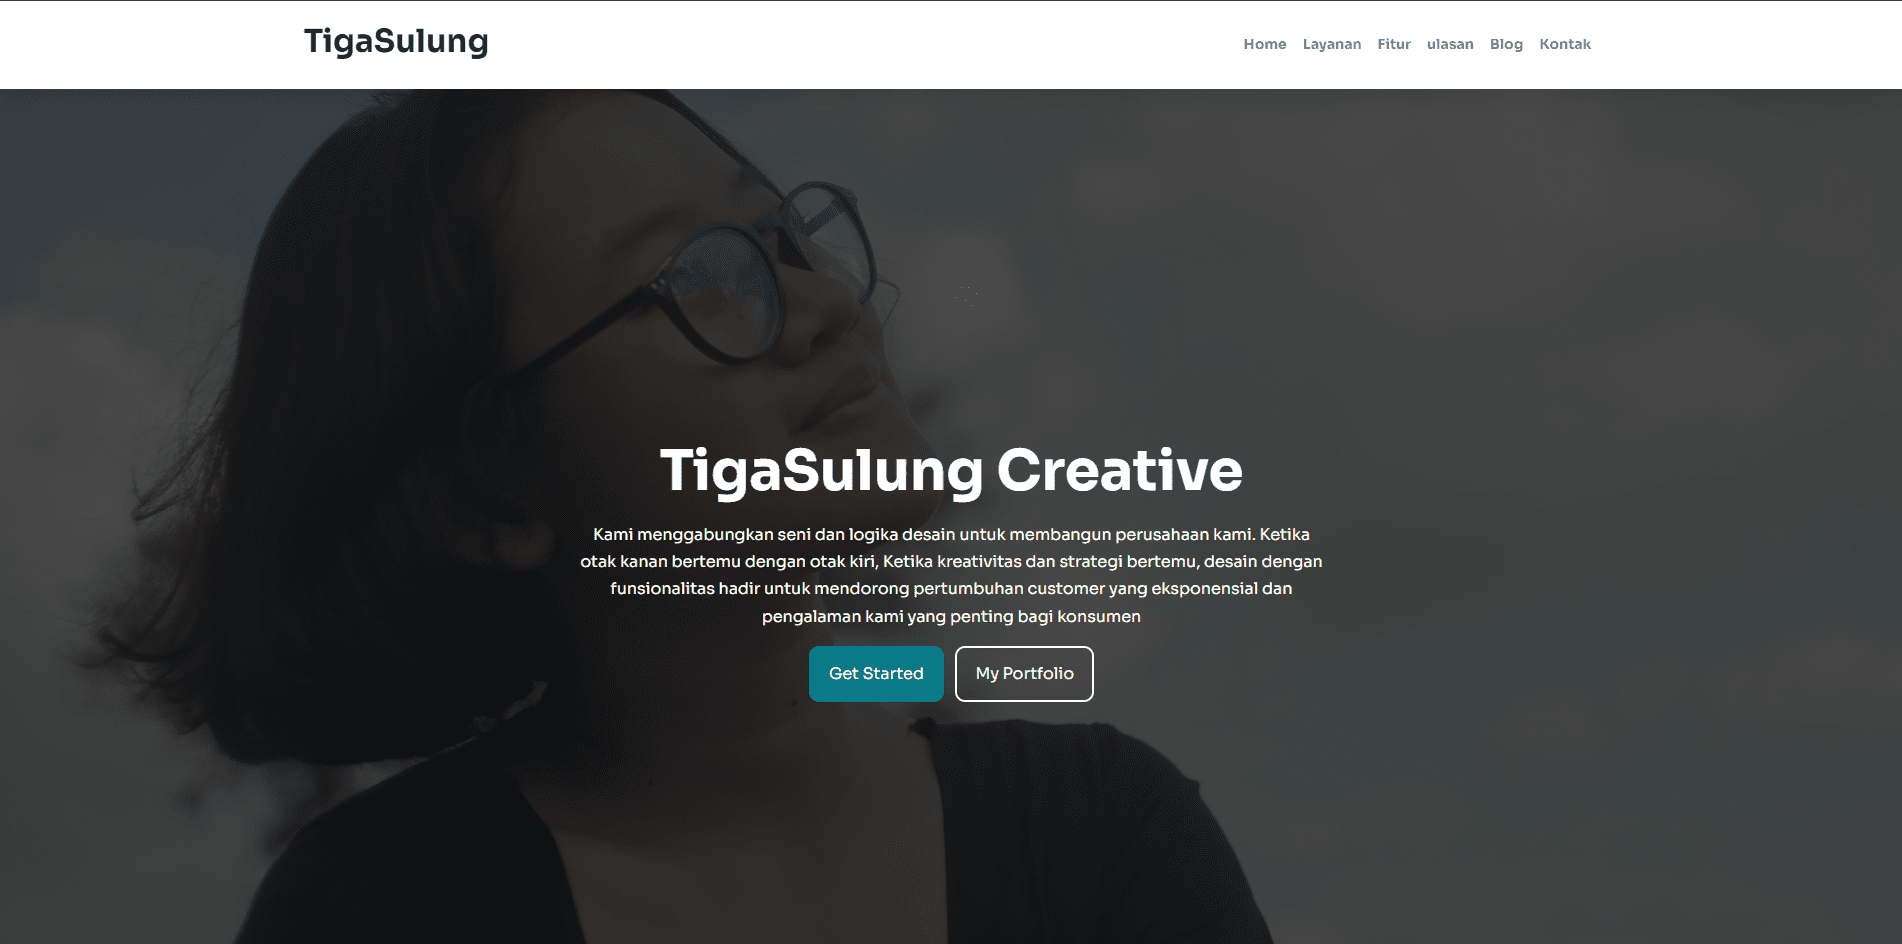 TigaSulung
Home Layanan Fitur ulasan Blog Kontak
TigaSulung Creative
Kami menggabungkan seni dan logika desain untuk membangun perusahaan kami. Ketika
otak kanan bertemu dengan otak kiri, Ketika kreativitas dan strategi bertemu, desain dengan
funsionalitas hadir untuk mendorong pertumbuhan customer yang eksponensial dan
pengalaman kami yang penting bagi konsumen
Get Started My Portfolio